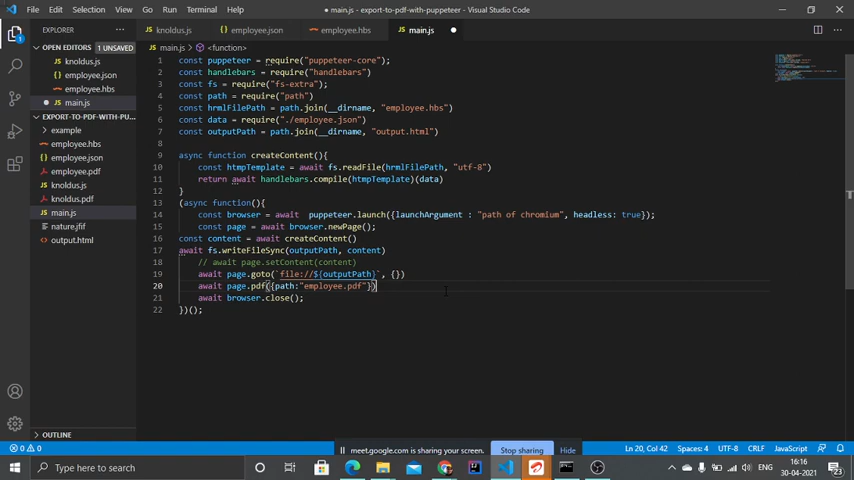 File Edit Selection View Go Run Terminal Help
main.js - export-to-pdf-with-puppeteer - Visual Studio Code
EXPLORER
knoldus.js
employee.json
employee.hbs
main.js
OPEN EDITORS 1 UNSAVED
knoldus.js
employee.json
employee.hbs
main.js
EXPORT-TO-PDF-WITH-PU...
example
employee.hbs
employee.json
employee.pdf
knoldus.js
knoldus.pdf
main.js
nature.jfif
output.html
OUTLINE
main.js > <function>
1 const puppeteer = require("puppeteer-core");
2 const handlebars = require("handlebars")
3 const fs = require("fs-extra");
4 const path = require("path")
5 const hrmlFilePath = path.join(__dirname, "employee.hbs")
6 const data = require("./employee.json")
7 const outputPath = path.join(__dirname, "output.html")
8
9 async function createContent(){
10 const htmpTemplate = await fs.readFile(hrmlFilePath, "utf-8")
11 return await handlebars.compile(htmpTemplate)(data)
12 }
13 (async function(){
14 const browser = await puppeteer.launch({launchArgument : "path of chromium", headless: true});
15 const page = await browser.newPage();
16 const content = await createContent()
17 await fs.writeFileSync(outputPath, content)
18 // await page.setContent(content)
19 await page.goto(`file://${outputPath}`, {})
20 await page.pdf({path:"employee.pdf"})
21 await browser.close();
22 })();
0 0
Ln 20, Col 42 Spaces: 4 UTF-8 CRLF JavaScript
meet.google.com is sharing your screen.
Stop sharing
Hide
Type here to search
ENG
16:16
30-04-2021
23